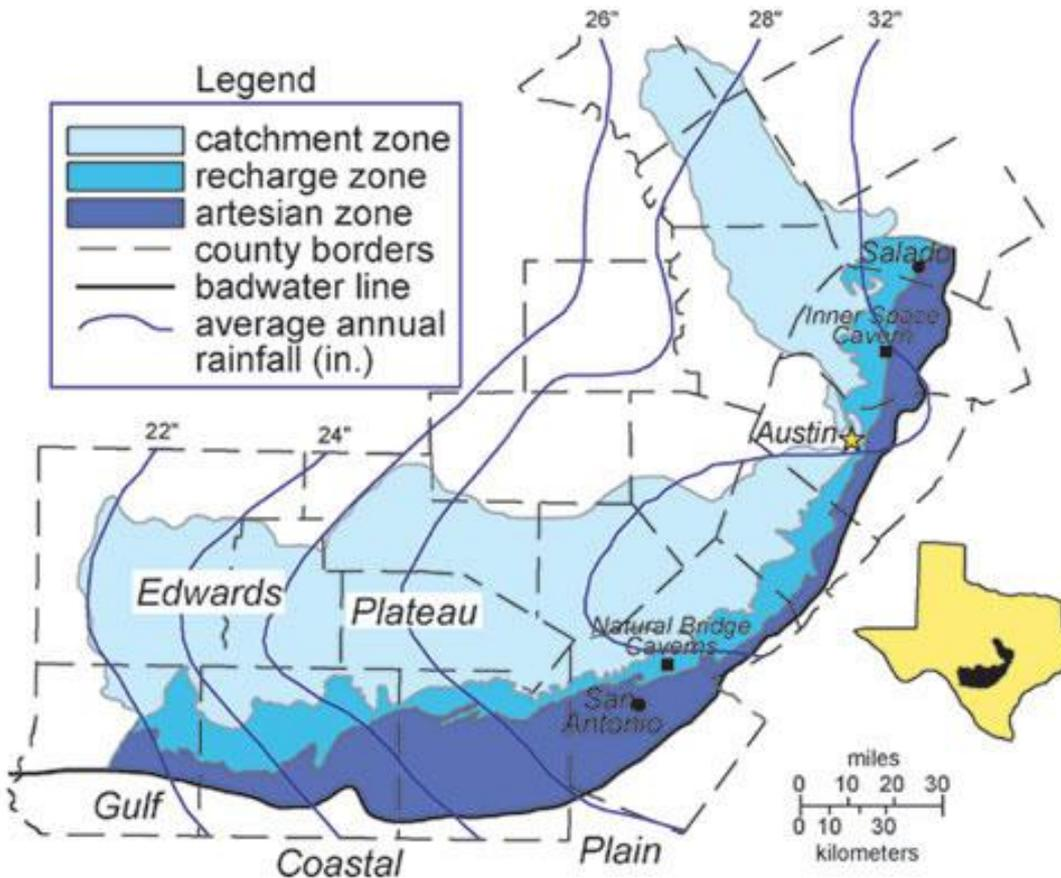 26"
28"
32"
Legend
catchment zone
recharge zone
artesian zone
county borders
badwater line
average annual
rainfall (in.)
Salado
Inner Space
Cavern
Austin
22"
24"
Edwards
Plateau
Natural Bridge
Caverns
San
Antonio
Gulf
Coastal
Plain
miles
0 10 20 30
0 10 30
kilometers